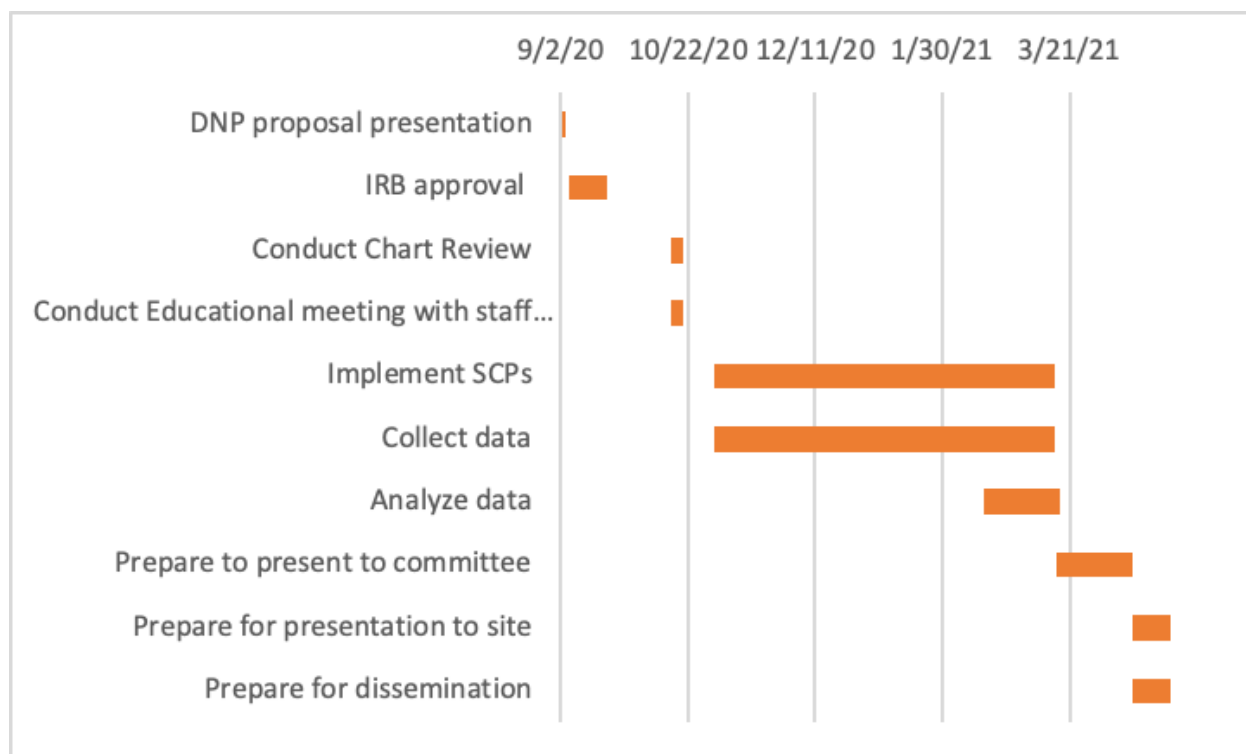 9/2/20 10/22/20 12/11/20 1/30/21 3/21/21
DNP proposal presentation
IRB approval
Conduct Chart Review
Conduct Educational meeting with staff...
Implement SCPs
Collect data
Analyze data
Prepare to present to committee
Prepare for presentation to site
Prepare for dissemination